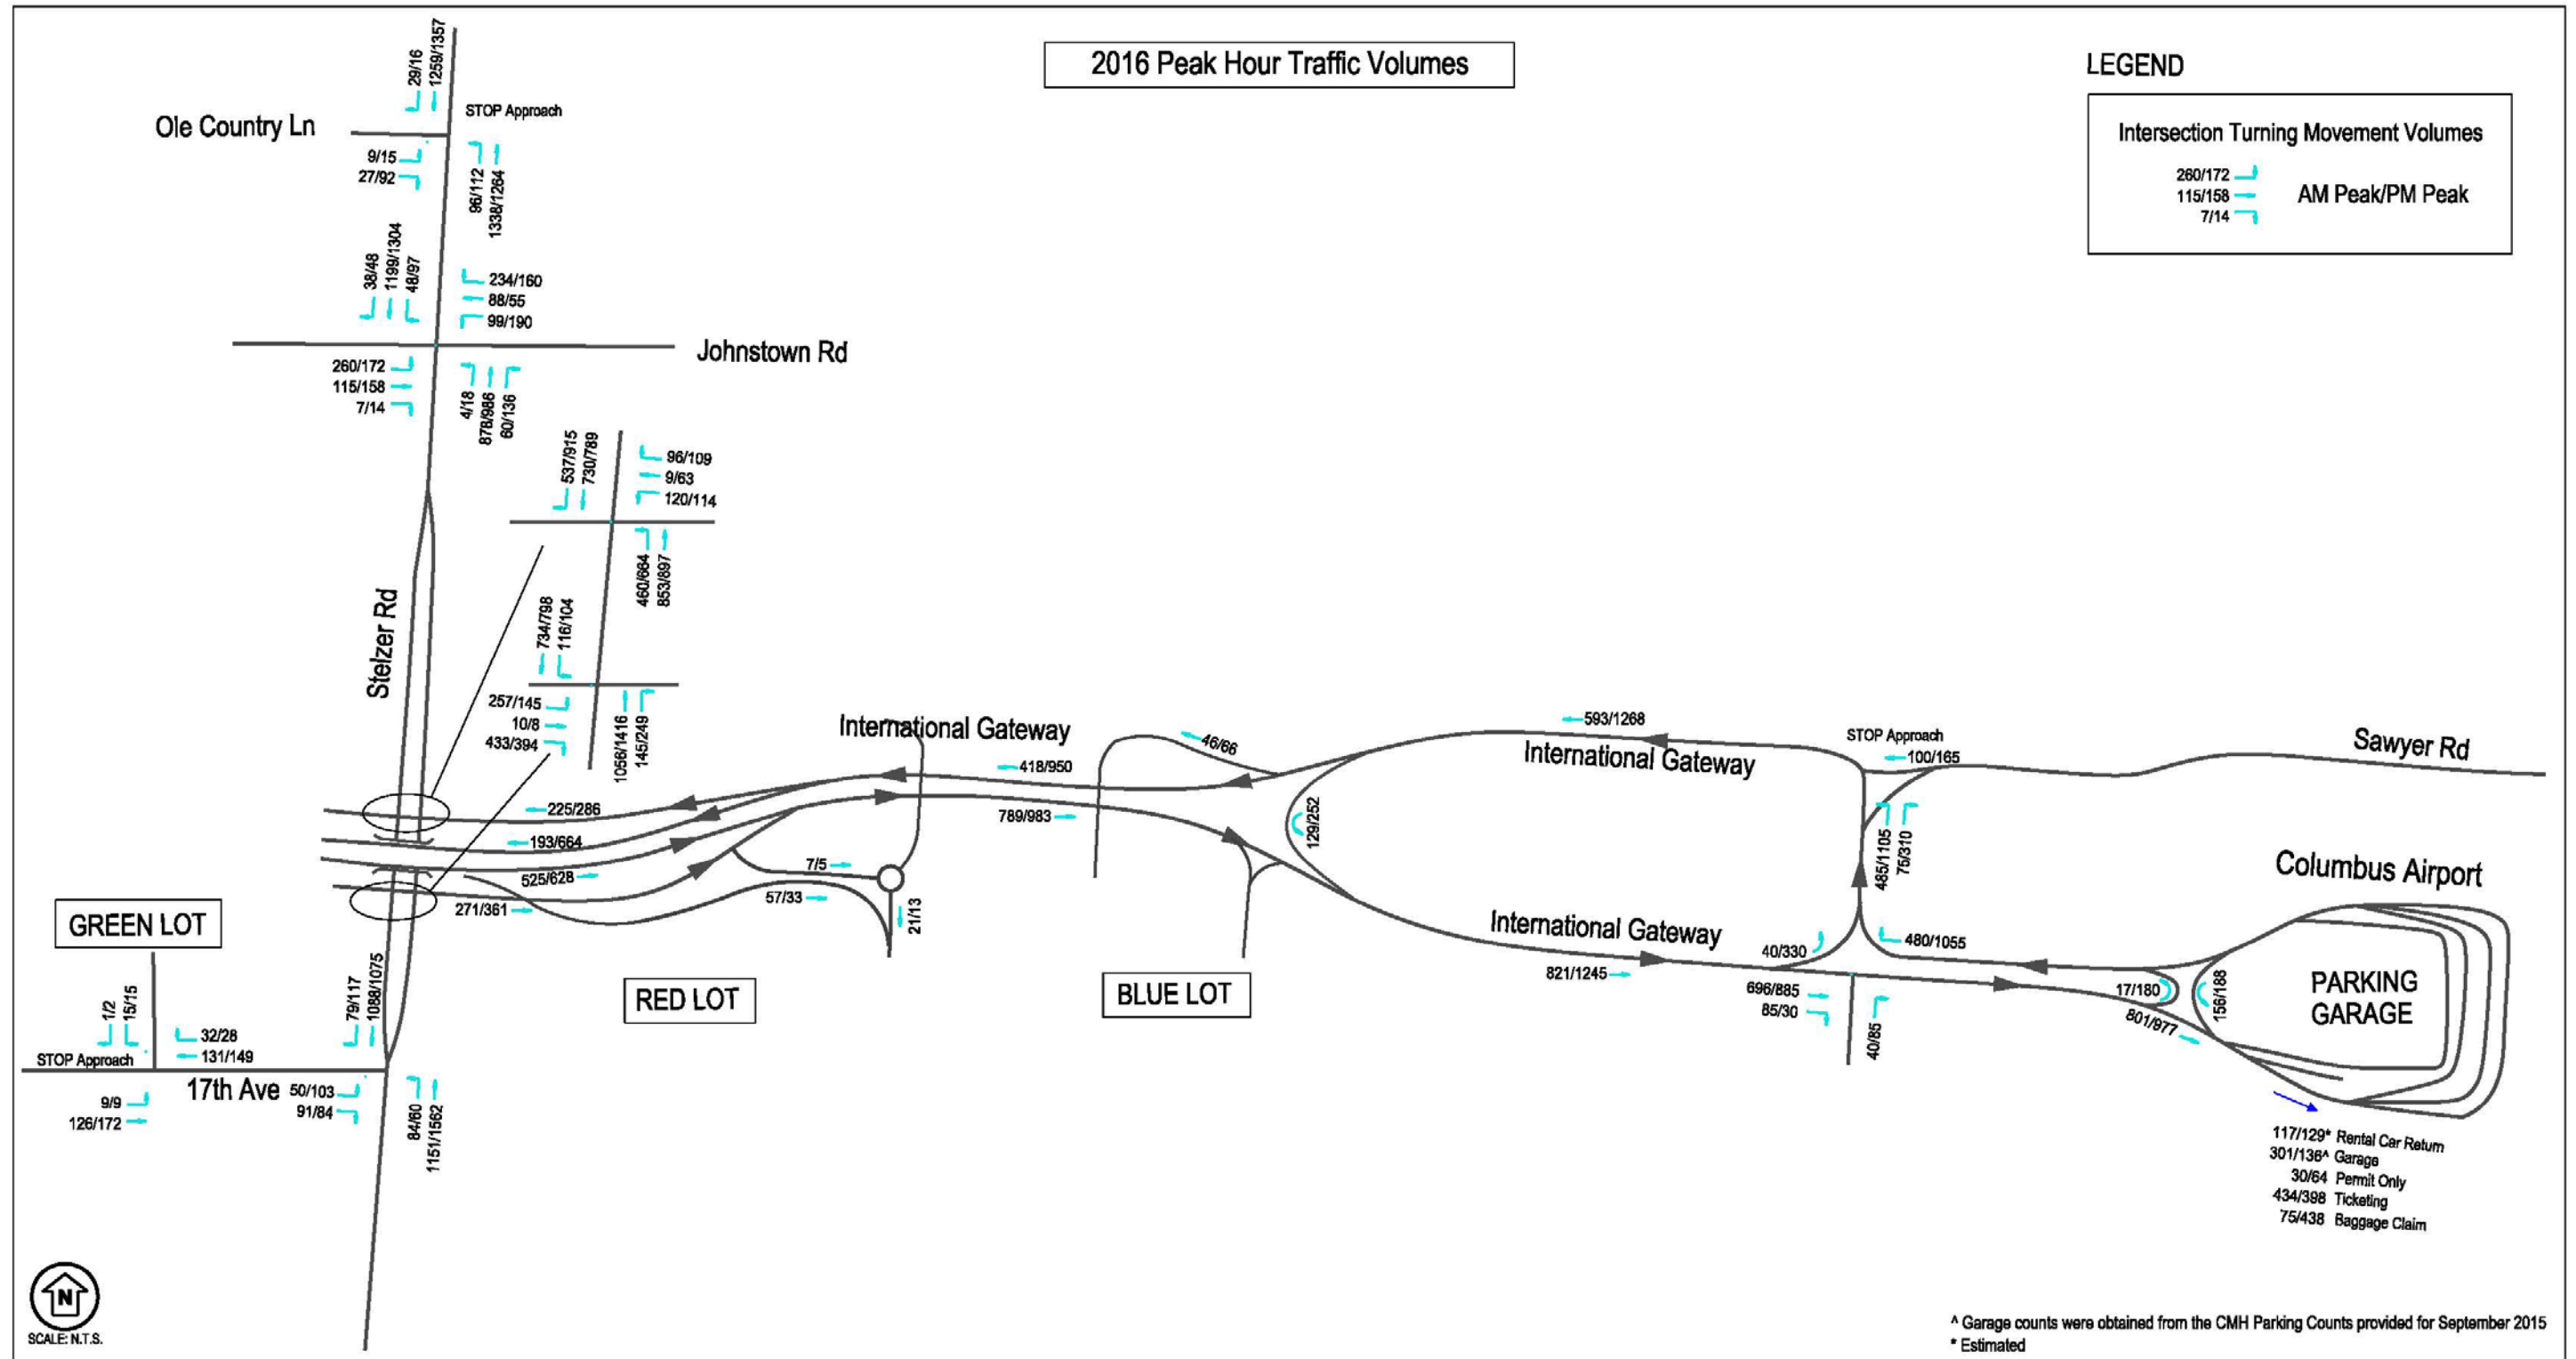 2016 Peak Hour Traffic Volumes
LEGEND
Intersection Turning Movement Volumes
260/172
115/158
7/14
AM Peak/PM Peak
29/16
1259/1357
STOP Approach
Ole Country Ln
9/15
27/92
96/112
1338/1264
38/48
1199/1304
48/97
234/160
88/55
99/190
Johnstown Rd
260/172
115/158
7/14
4/18
878/986
60/136
537/915
730/789
96/109
9/63
120/114
460/664
853/897
Stelzer Rd
734/798
116/104
257/145
10/8
433/394
1056/1416
145/249
International Gateway
46/66
593/1268
International Gateway
STOP Approach
100/165
Sawyer Rd
418/950
225/286
789/983
129/252
193/664
485/1105
75/310
525/628
7/5
57/33
271/361
21/13
Columbus Airport
GREEN LOT
International Gateway
821/1245
40/330
480/1055
RED LOT
BLUE LOT
696/885
85/30
40/85
17/180
156/188
801/977
PARKING
GARAGE
1/2
15/15
32/28
131/149
79/117
1088/1075
STOP Approach
17th Ave
9/9
126/172
50/103
91/84
84/60
1151/1562
117/129* Rental Car Return
301/136^ Garage
30/64 Permit Only
434/398 Ticketing
75/438 Baggage Claim
N
SCALE: N.T.S.
^ Garage counts were obtained from the CMH Parking Counts provided for September 2015
* Estimated